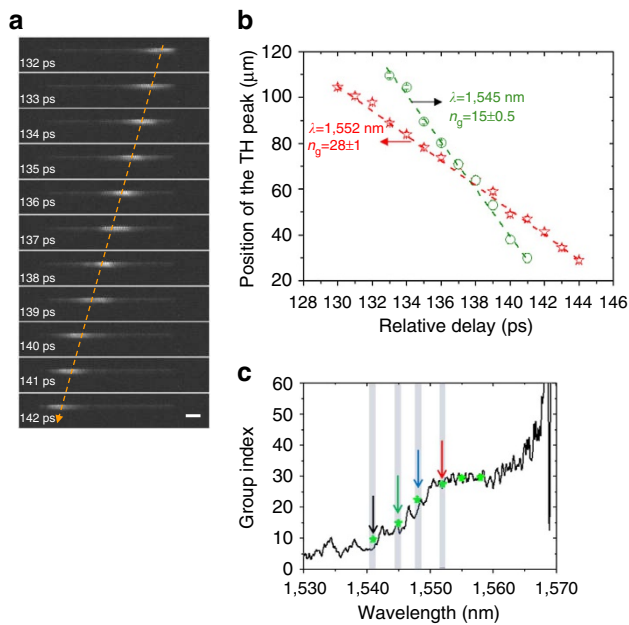 a
132 ps
133 ps
134 ps
135 ps
136 ps
137 ps
138 ps
139 ps
140 ps
141 ps
142 ps
b
120
100
80
60
40
20
Position of the TH peak (μm)
λ=1,545 nm
n_g=15±0.5
λ=1,552 nm
n_g=28±1
128 130 132 134 136 138 140 142 144 146
Relative delay (ps)
c
60
50
40
30
20
10
0
Group index
1,530 1,540 1,550 1,560 1,570
Wavelength (nm)